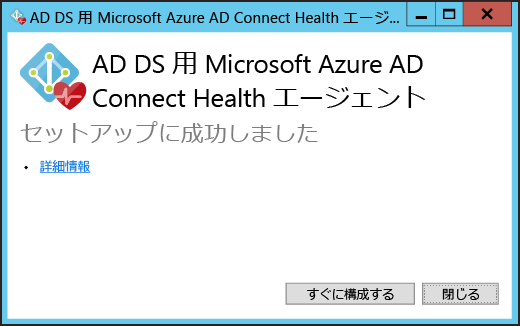 AD DS 用 Microsoft Azure AD Connect Health エージ...
AD DS 用 Microsoft Azure AD
Connect Health エージェント
セットアップに成功しました
• 詳細情報
すぐに構成する
閉じる